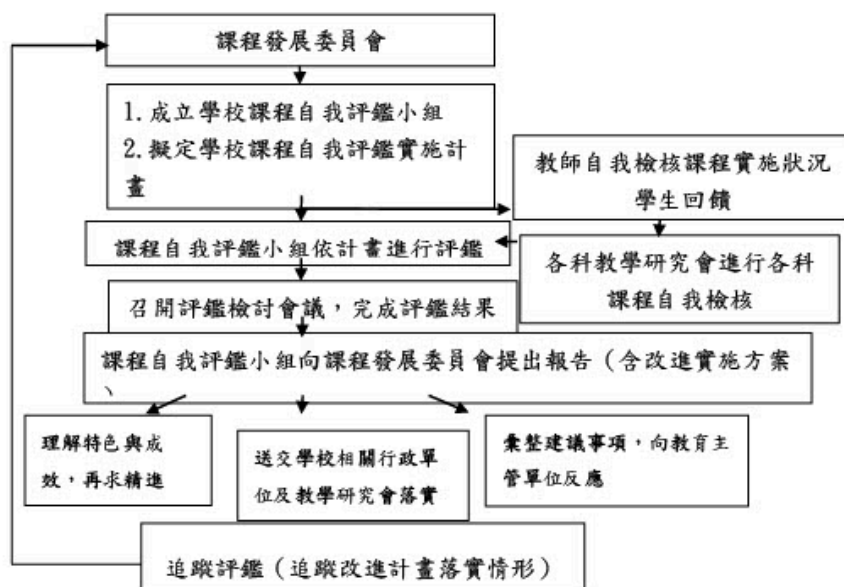 課程發展委員會
1.成立學校課程自我評鑑小組
2.擬定學校課程自我評鑑實施計
畫
教師自我檢核課程實施狀況
學生回饋
課程自我評鑑小組依計畫進行評鑑
各科教學研究會進行各科
課程自我檢核
召開評鑑檢討會議，完成評鑑結果
課程自我評鑑小組向課程發展委員會提出報告（含改進實施方案
、
理解特色與成
效，再求精進
送交學校相關行政單
位及教學研究會落實
彙整建議事項，向教育主
管單位反應
追蹤評鑑（追蹤改進計畫落實情形）